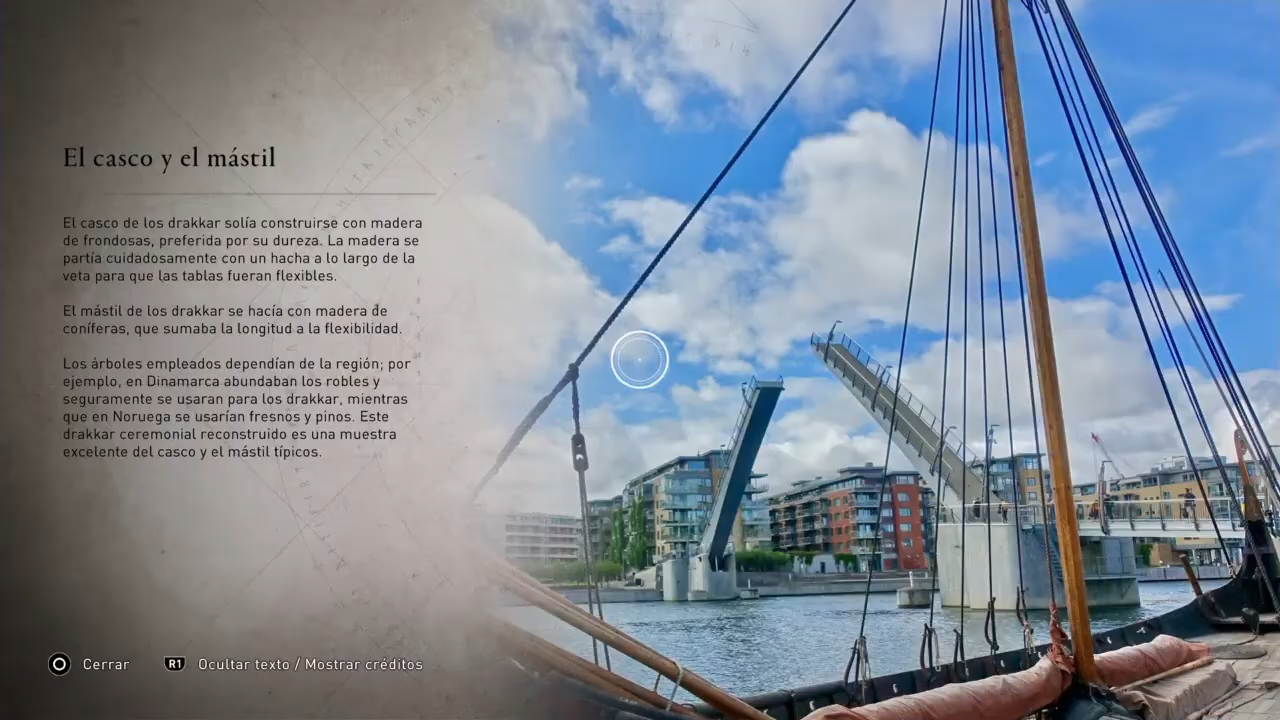 El casco y el mástil
El casco de los drakkar solía construirse con madera
de frondosas, preferida por su dureza. La madera se
partía cuidadosamente con un hacha a lo largo de la
veta para que las tablas fueran flexibles.
El mástil de los drakkar se hacía con madera de
coníferas, que sumaba la longitud a la flexibilidad.
Los árboles empleados dependían de la región; por
ejemplo, en Dinamarca abundaban los robles y
seguramente se usaran para los drakkar, mientras
que en Noruega se usarían fresnos y pinos. Este
drakkar ceremonial reconstruido es una muestra
excelente del casco y el mástil típicos.
Cerrar
R1 Ocultar texto / Mostrar créditos